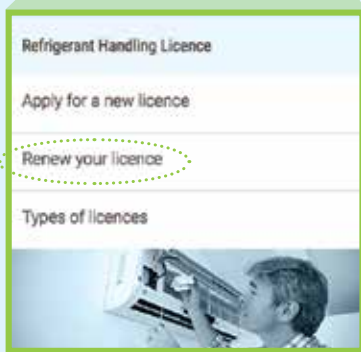 Refrigerant Handling Licence
Apply for a new licence
Renew your licence
Types of licences